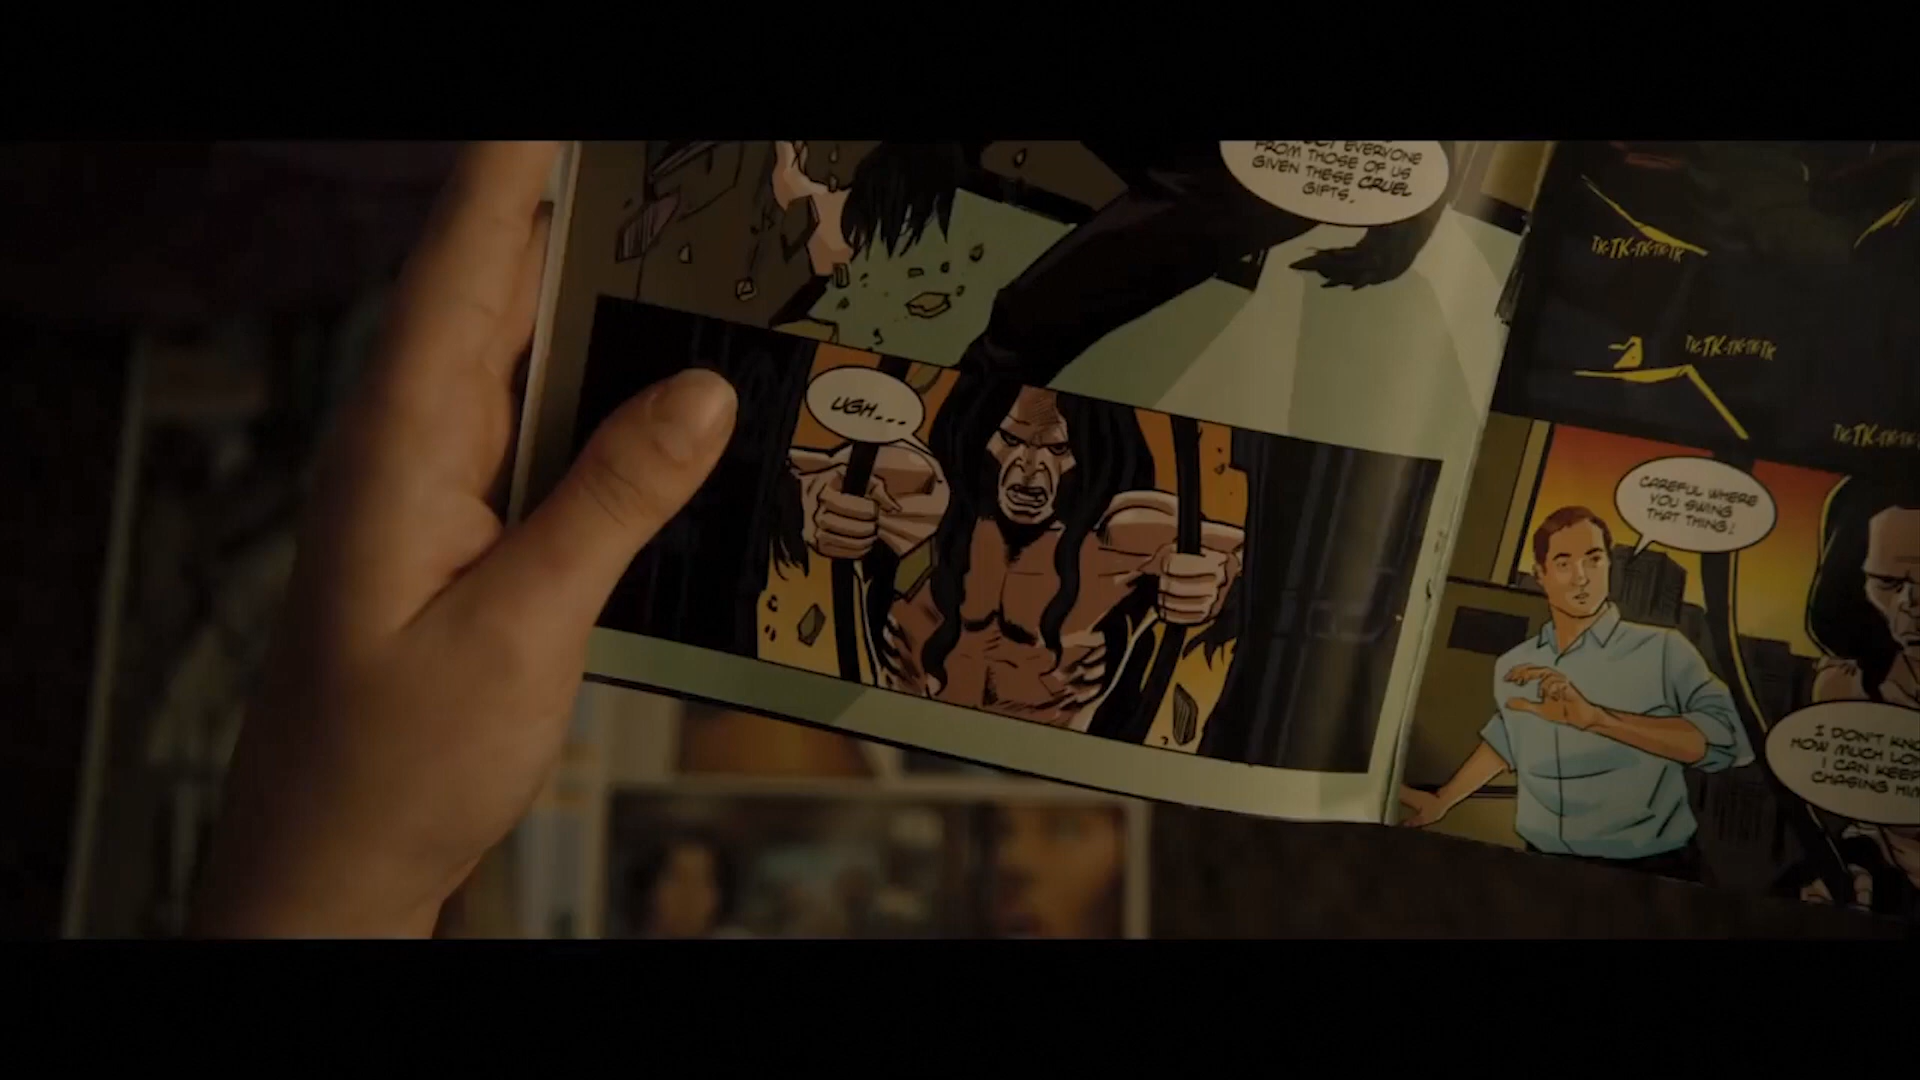 EVERYONE
FROM THOSE OF US
GIVEN THESE CRUEL
GIFTS.
UGH....
TK-TK-TK-TK-TK
TK-TK-TK-TK-TK
TK-TK-TK-TK
CAREFUL WHERE
YOU SWING
THAT THING!
I DON'T
HOW MUCH
I CAN KEEP
CHASING